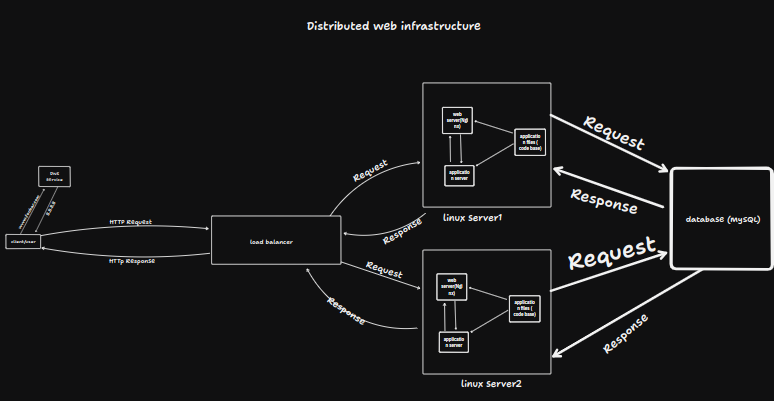 Distributed web infrastructure
DNS
Service
8.8.8.8
client/user
HTTP Request
HTTp Response
load balancer
Request
Response
web
server(Ngi
nx)
applicatio
n files (
code base)
applicatio
n server
linux Server1
Request
Response
web
server(Ngi
nx)
applicatio
n files (
code base)
applicatio
n server
linux Server2
Request
Response
database (MySQL)
Request
Response